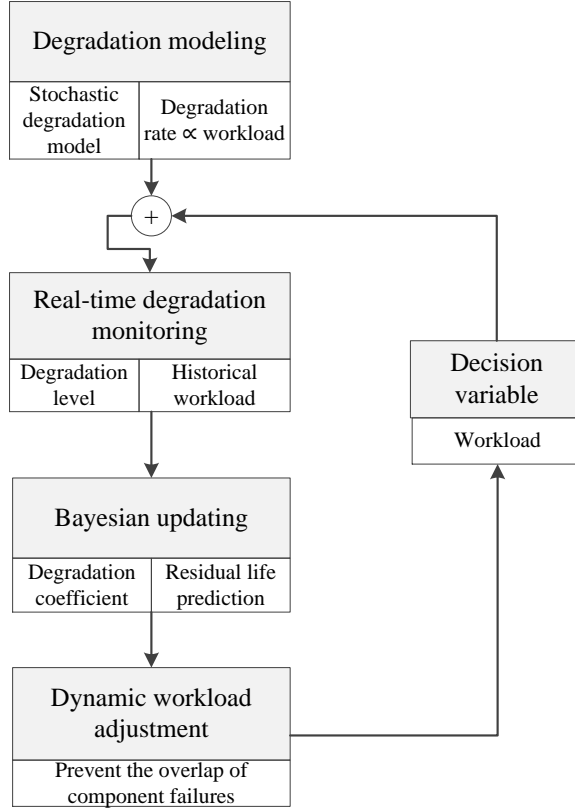 Degradation modeling
Stochastic
degradation
model
Degradation
rate ∝ workload
+
Real-time degradation
monitoring
Degradation
level
Historical
workload
Decision
variable
Workload
Bayesian updating
Degradation
coefficient
Residual life
prediction
Dynamic workload
adjustment
Prevent the overlap of
component failures